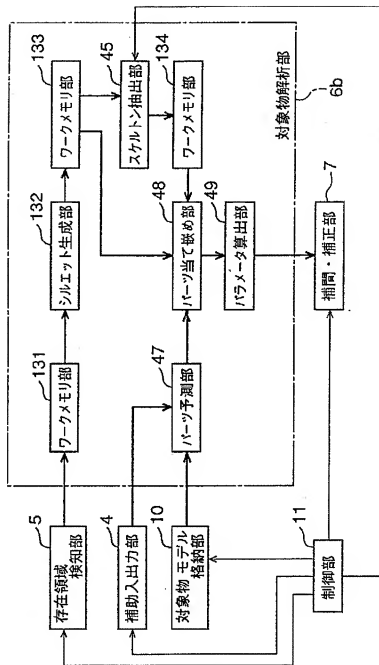 5
存在領域
検知部
131
ワークメモリ部
132
シルエット生成部
133
ワークメモリ部
45
スケルトン抽出部
134
ワークメモリ部
4
補助入出力部
10
対象物 モデル
格納部
47
パーツ予測部
48
パーツ当て嵌め部
49
パラメータ算出部
対象物解析部
6b
11
制御部
7
補間・補正部